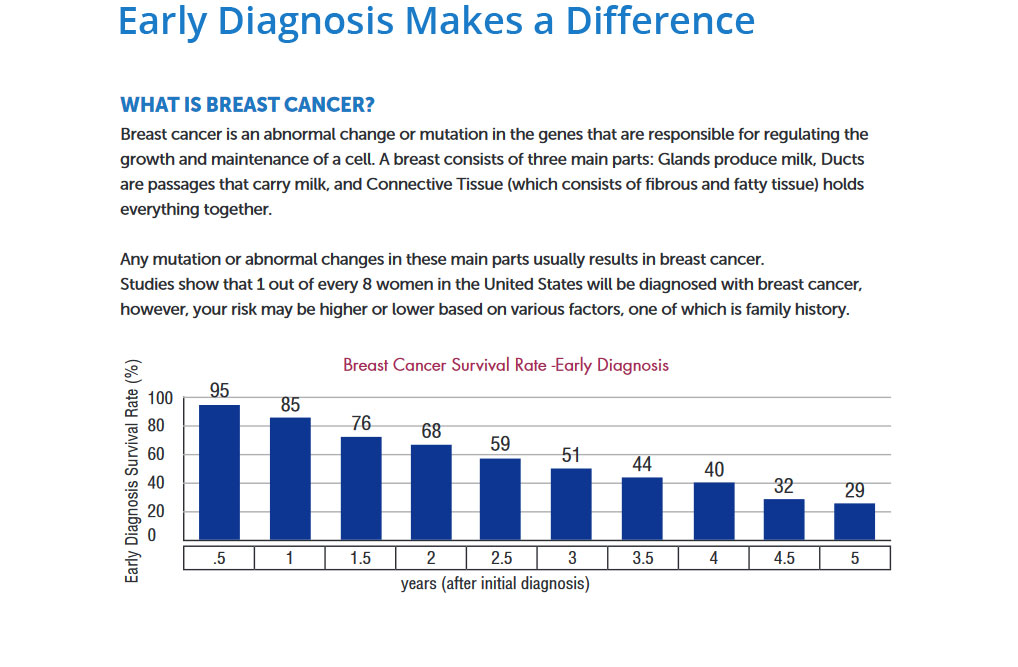 Early Diagnosis Makes a Difference
WHAT IS BREAST CANCER?
Breast cancer is an abnormal change or mutation in the genes that are responsible for regulating the
growth and maintenance of a cell. A breast consists of three main parts: Glands produce milk, Ducts
are passages that carry milk, and Connective Tissue (which consists of fibrous and fatty tissue) holds
everything together.
Any mutation or abnormal changes in these main parts usually results in breast cancer.
Studies show that 1 out of every 8 women in the United States will be diagnosed with breast cancer,
however, your risk may be higher or lower based on various factors, one of which is family history.
Breast Cancer Survival Rate -Early Diagnosis
Early Diagnosis Survival Rate (%)
100
80
60
40
20
0
95
85
76
68
59
51
44
40
32
29
.5 1 1.5 2 2.5 3 3.5 4 4.5 5
years (after initial diagnosis)